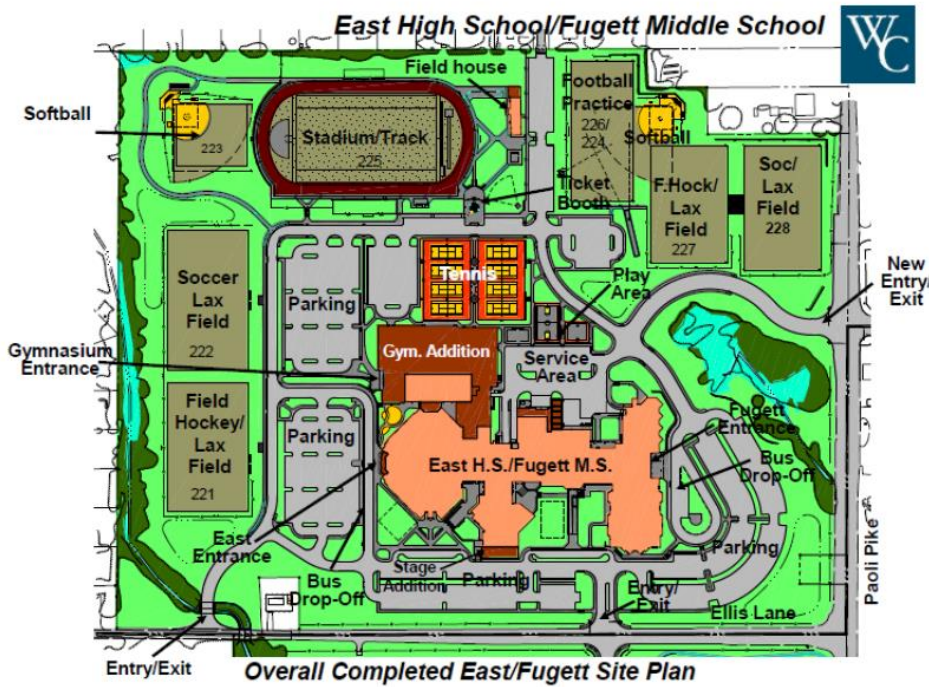 East High School/Fugett Middle School
WC
Field house
Football
Practice
226/
224
Softball
Softball
223
Stadium/Track
225
Ticket
Booth
F.Hock/
Lax
Field
227
Soc/
Lax
Field
228
Soccer
Lax
Field
222
Parking
Tennis
Play
Area
New
Entry/
Exit
Gymnasium
Entrance
Gym. Addition
Service
Area
Field
Hockey/
Lax
Field
221
Parking
Fugett
Entrance
East H.S./Fugett M.S.
Bus
Drop-Off
East
Entrance
Bus
Drop-Off
Stage
Addition
Parking
Parking
Entry/
Exit
Ellis Lane
Paoli Pike
Entry/Exit
Overall Completed East/Fugett Site Plan